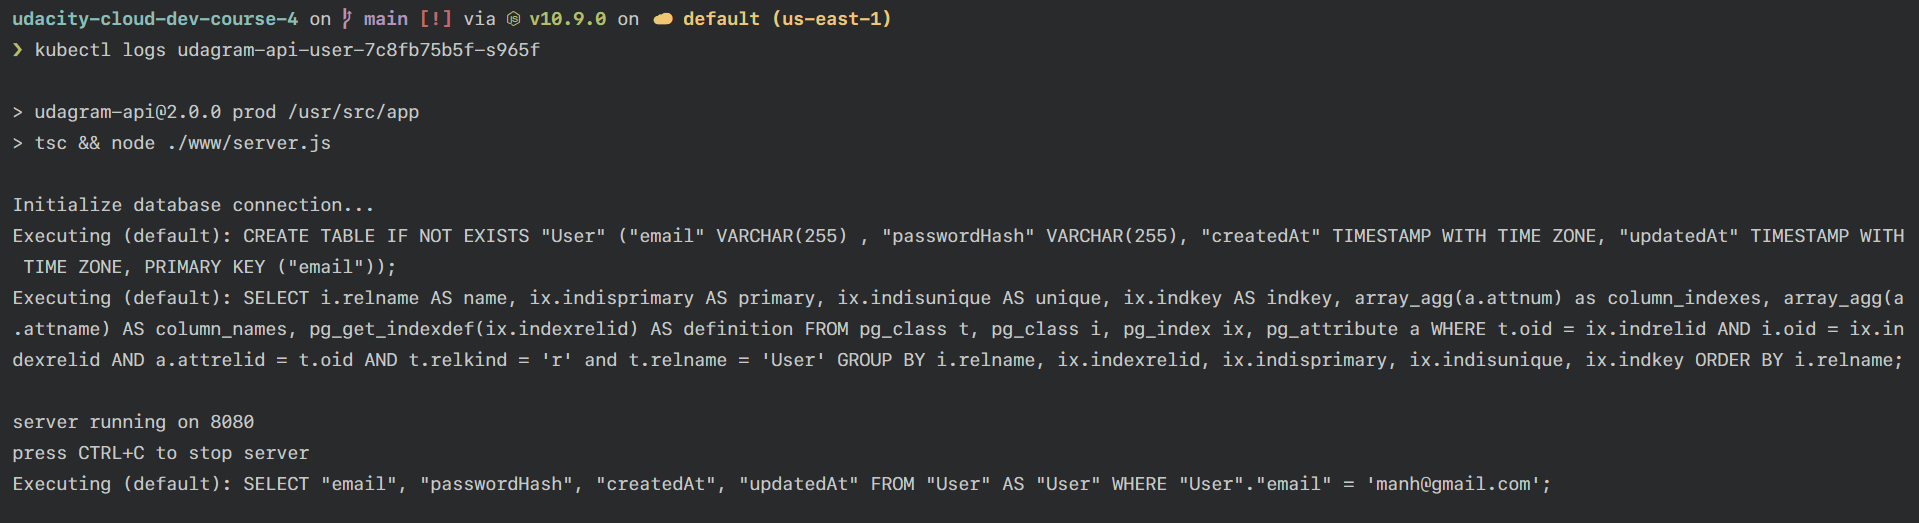 udacity-cloud-dev-course-4 on main [!] via v10.9.0 on default (us-east-1)
❯ kubectl logs udagram-api-user-7c8fb75b5f-s965f
> udagram-api@2.0.0 prod /usr/src/app
> tsc && node ./www/server.js
Initialize database connection...
Executing (default): CREATE TABLE IF NOT EXISTS "User" ("email" VARCHAR(255) , "passwordHash" VARCHAR(255), "createdAt" TIMESTAMP WITH TIME ZONE, "updatedAt" TIMESTAMP WITH
TIME ZONE, PRIMARY KEY ("email"));
Executing (default): SELECT i.relname AS name, ix.indisprimary AS primary, ix.indisunique AS unique, ix.indkey AS indkey, array_agg(a.attnum) as column_indexes, array_agg(a
.attname) AS column_names, pg_get_indexdef(ix.indexrelid) AS definition FROM pg_class t, pg_class i, pg_index ix, pg_attribute a WHERE t.oid = ix.indrelid AND i.oid = ix.in
dexrelid AND a.attrelid = t.oid AND t.relkind = 'r' and t.relname = 'User' GROUP BY i.relname, ix.indexrelid, ix.indisprimary, ix.indisunique, ix.indkey ORDER BY i.relname;
server running on 8080
press CTRL+C to stop server
Executing (default): SELECT "email", "passwordHash", "createdAt", "updatedAt" FROM "User" AS "User" WHERE "User"."email" = 'manh@gmail.com';